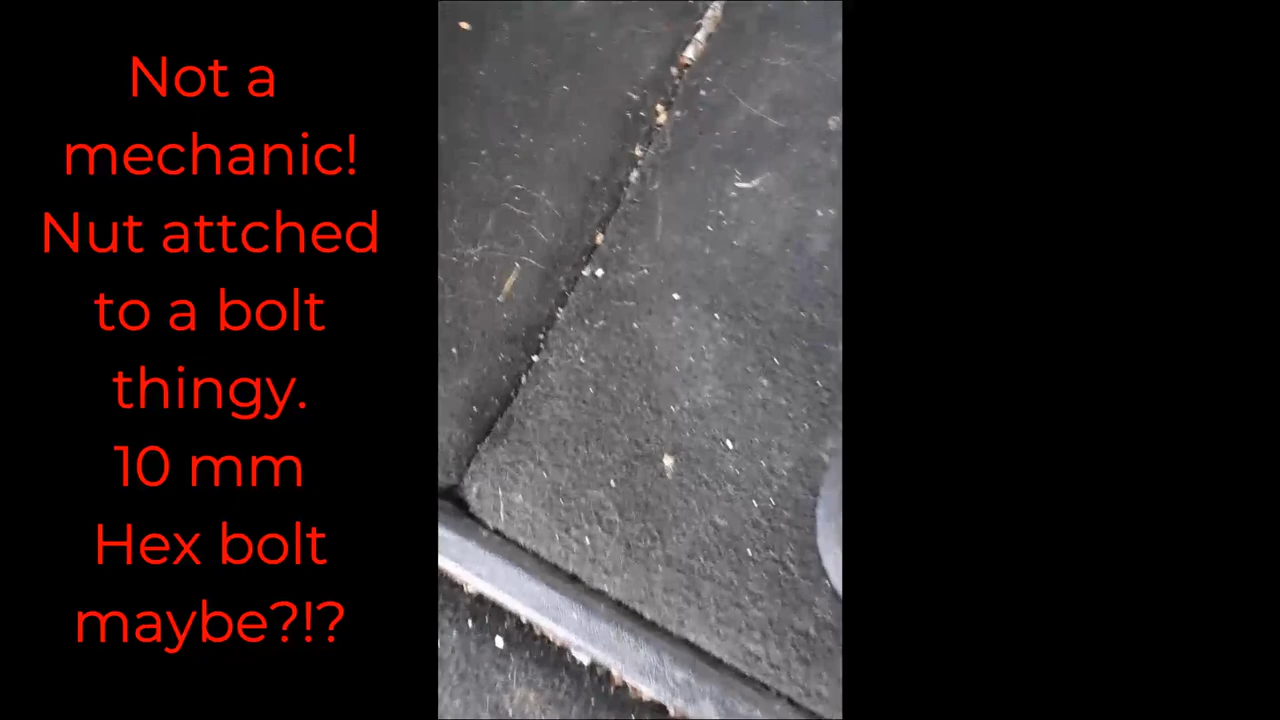 Not a
mechanic!
Nut attched
to a bolt
thingy.
10 mm
Hex bolt
maybe?!?